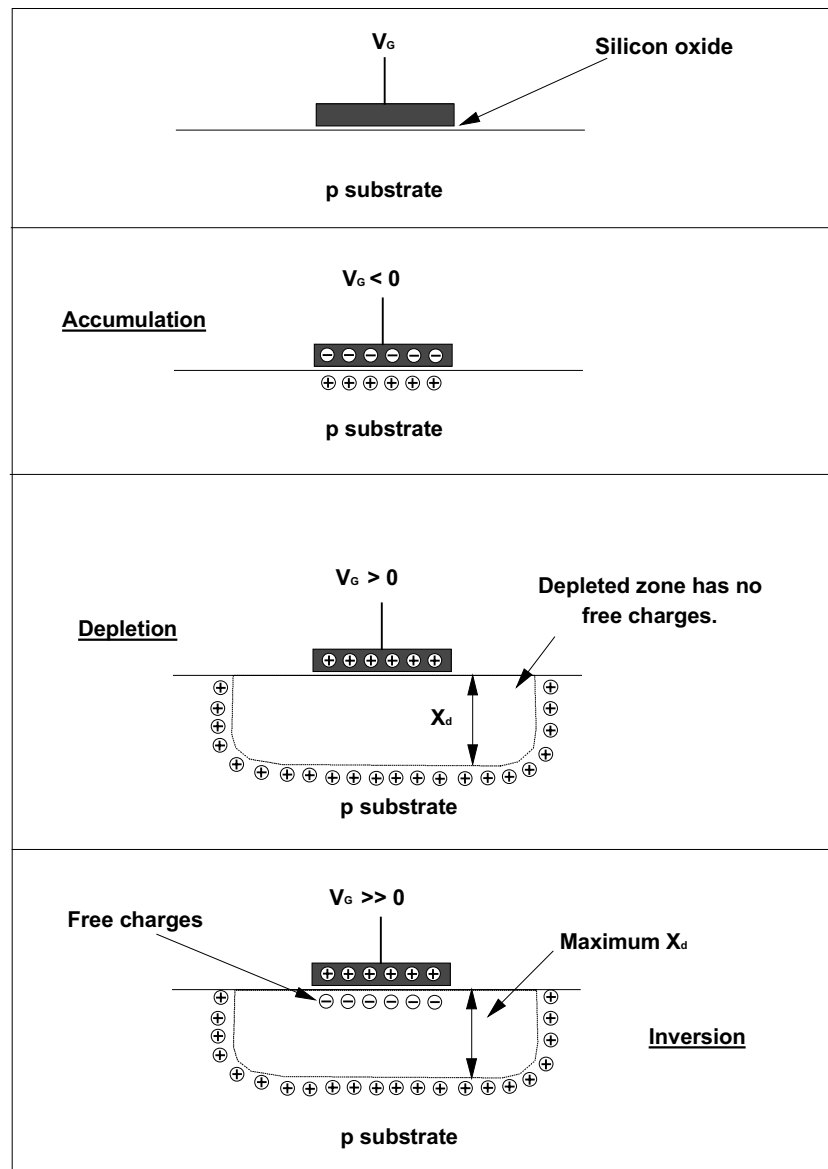 VG
Silicon oxide
p substrate
VG < 0
Accumulation
p substrate
VG > 0
Depleted zone has no
free charges.
Depletion
Xd
p substrate
VG >> 0
Free charges
Maximum Xd
Inversion
p substrate